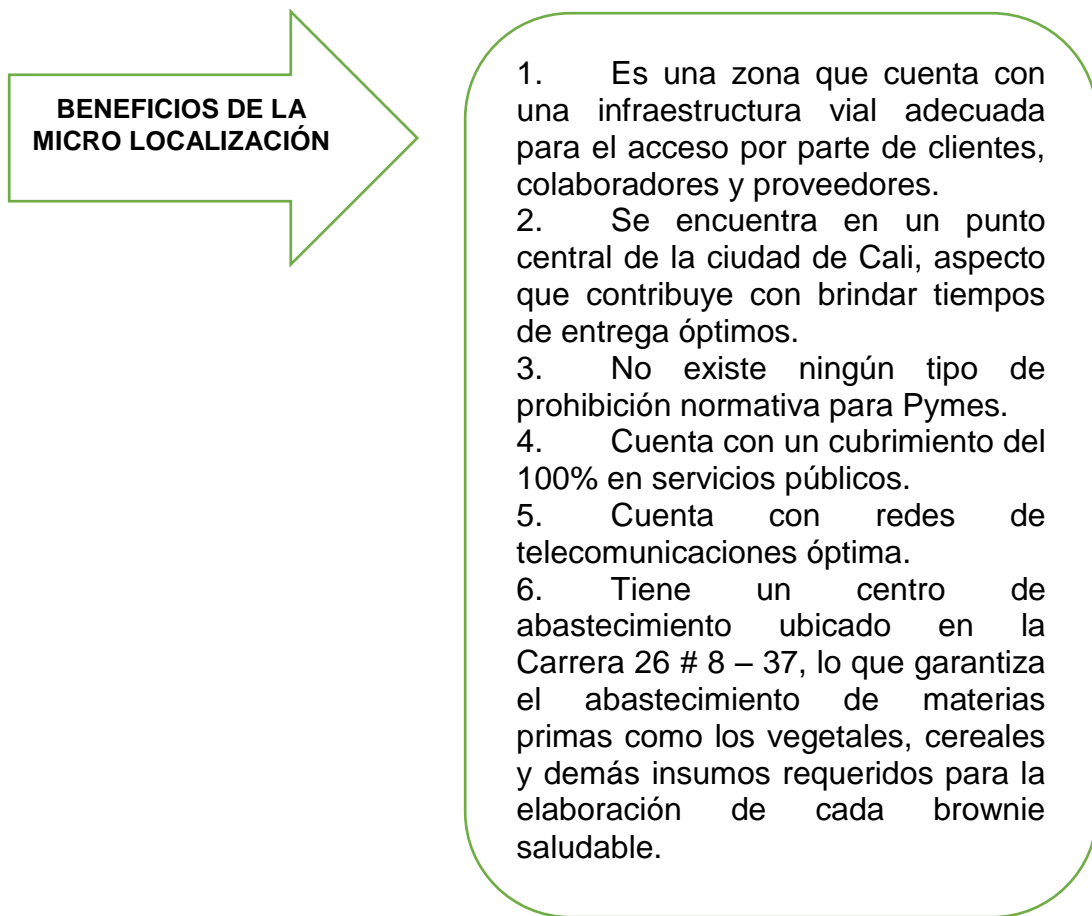 BENEFICIOS DE LA
MICRO LOCALIZACIÓN
1. Es una zona que cuenta con
una infraestructura vial adecuada
para el acceso por parte de clientes,
colaboradores y proveedores.
2. Se encuentra en un punto
central de la ciudad de Cali, aspecto
que contribuye con brindar tiempos
de entrega óptimos.
3. No existe ningún tipo de
prohibición normativa para Pymes.
4. Cuenta con un cubrimiento del
100% en servicios públicos.
5. Cuenta con redes de
telecomunicaciones óptima.
6. Tiene un centro de
abastecimiento ubicado en la
Carrera 26 # 8 – 37, lo que garantiza
el abastecimiento de materias
primas como los vegetales, cereales
y demás insumos requeridos para la
elaboración de cada brownie
saludable.